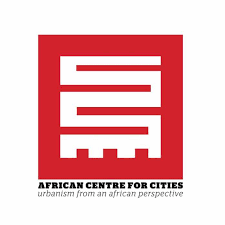 AFRICAN CENTRE FOR CITIES
urbanism from an african perspective